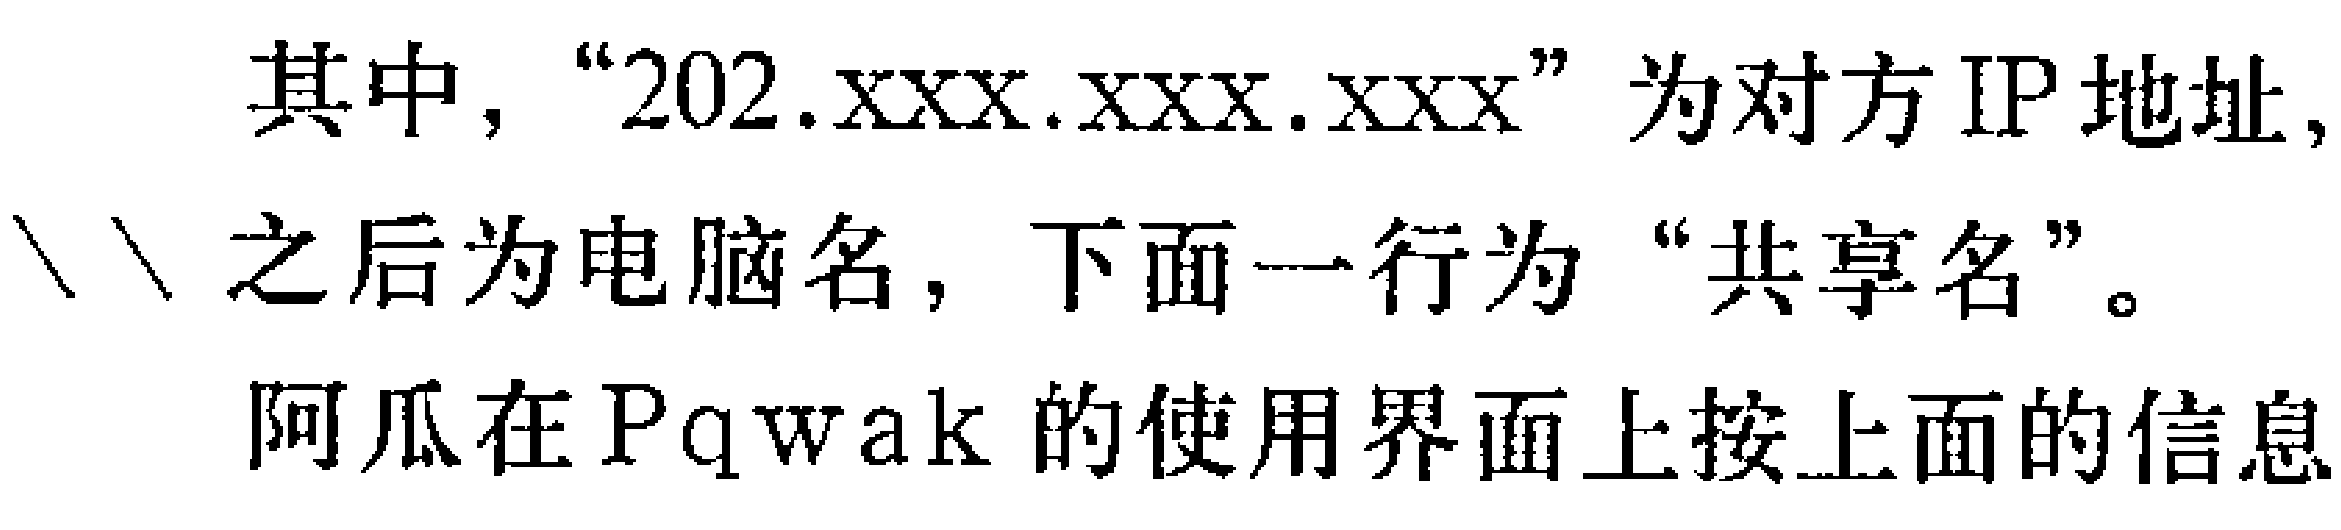 其中，“202.xxx.xxx.xxx”为对方IP地址，
\\之后为电脑名，下面一行为“共享名”。
阿瓜在Pqwak的使用界面上按上面的信息